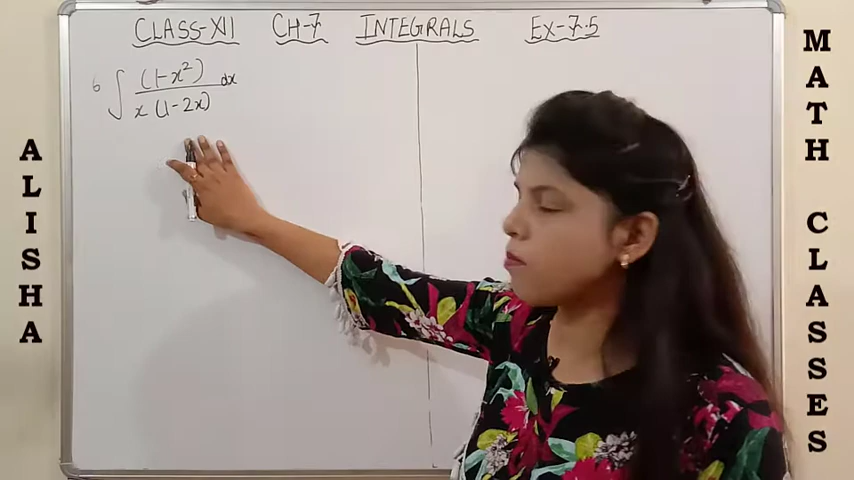 CLASS-XII CH-7 INTEGRALS EX-7.5
6 ∫ (1-x²) / x (1-2x) dx
ALISHA
MATH CLASSES